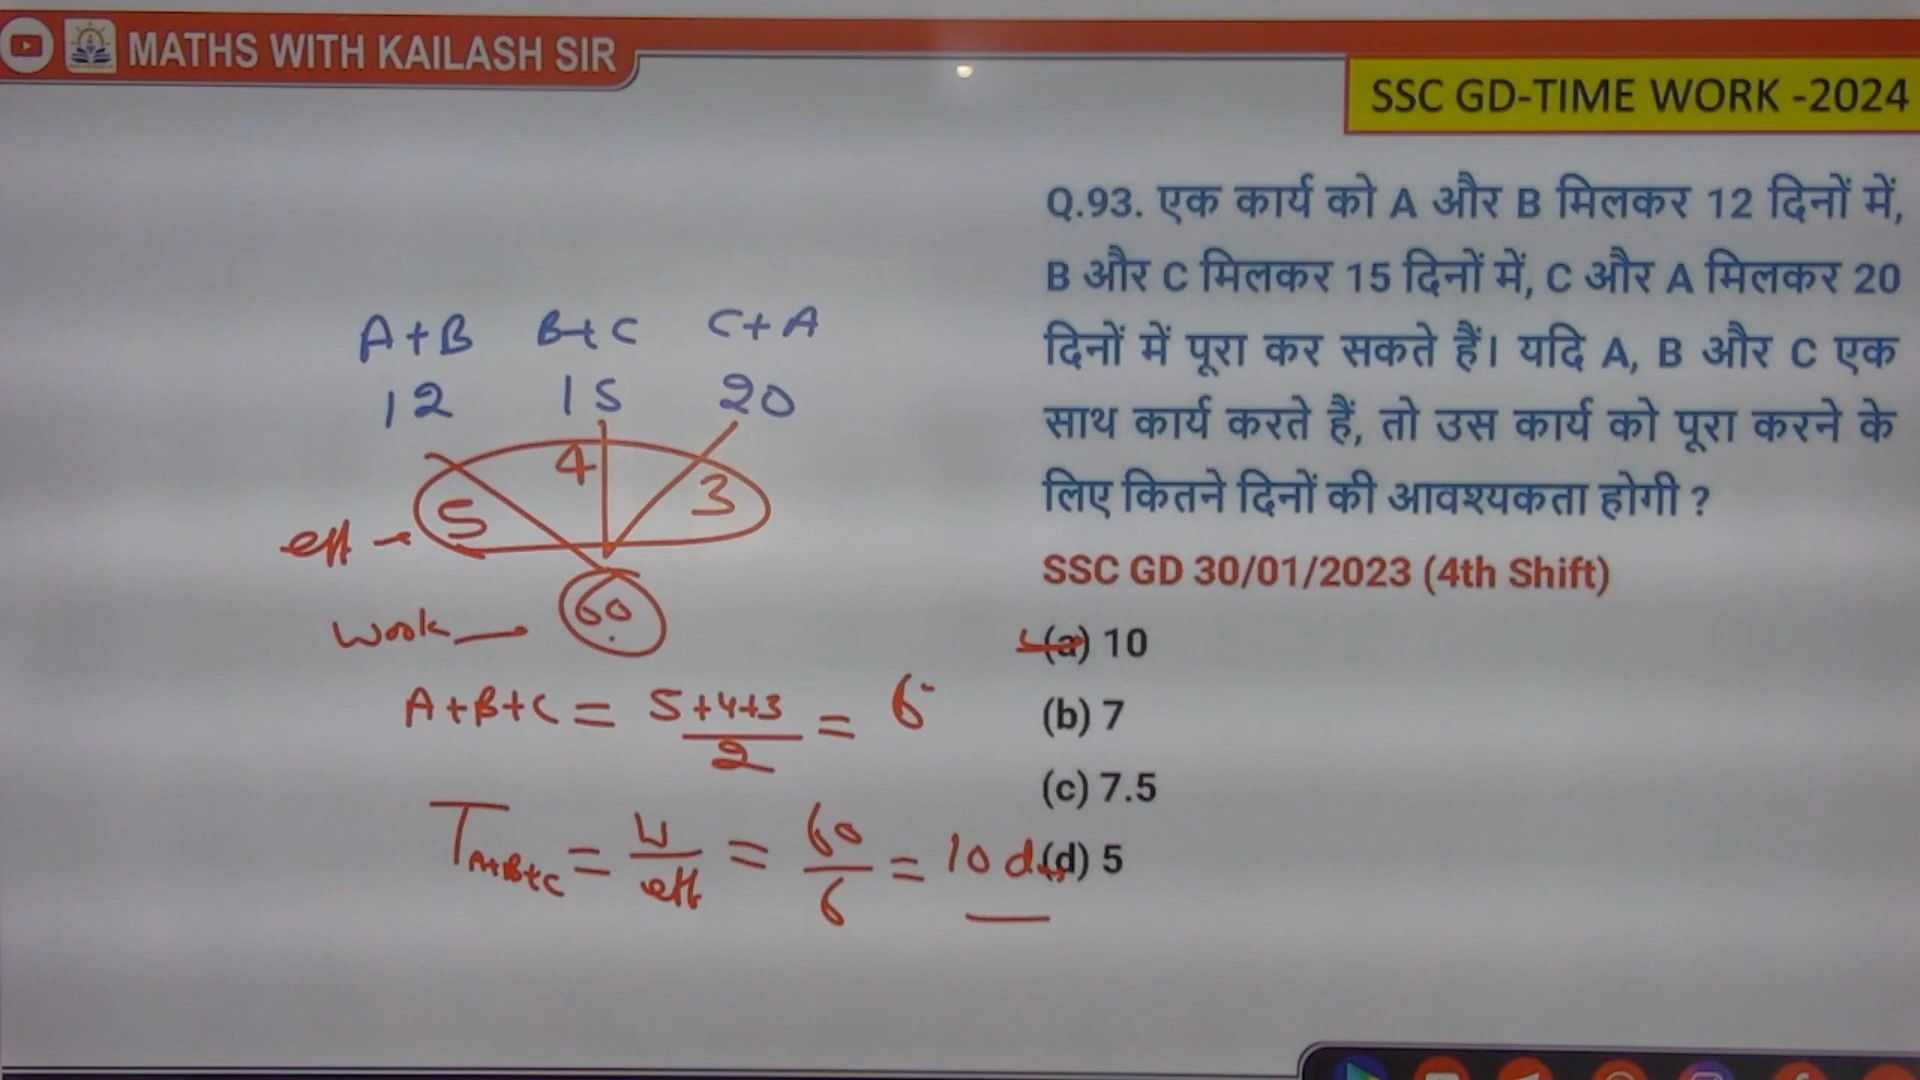 MATHS WITH KAILASH SIR
SSC GD-TIME WORK -2024
Q.93. एक कार्य को A और B मिलकर 12 दिनों में,
B और C मिलकर 15 दिनों में, C और A मिलकर 20
दिनों में पूरा कर सकते हैं। यदि A, B और C एक
साथ कार्य करते हैं, तो उस कार्य को पूरा करने के
लिए कितने दिनों की आवश्यकता होगी ?
SSC GD 30/01/2023 (4th Shift)
(a) 10
(b) 7
(c) 7.5
(d) 5
A+B B+C C+A
12 15 20
5 4 3
eff
60
Work
A+B+C = 5+4+3 / 2 = 6
T A+B+C = W / eff = 60 / 6 = 10